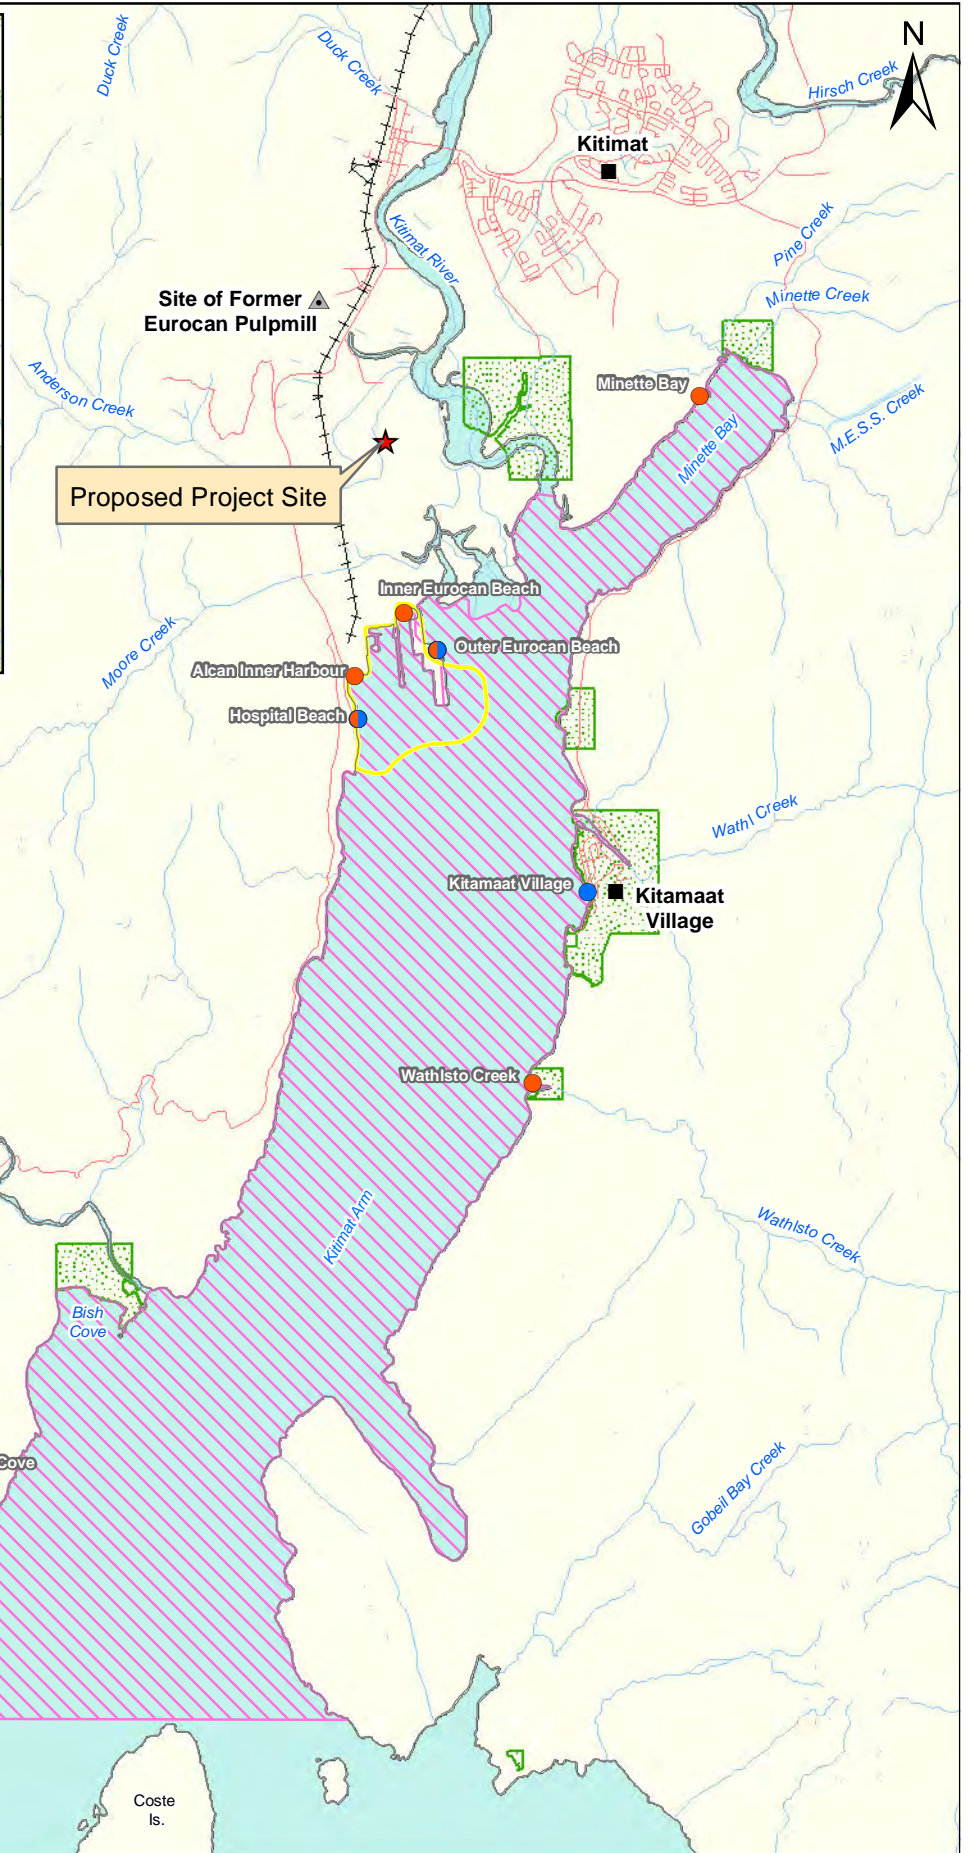 Duck Creek
Duck Creek
Hirsch Creek
N
Kitimat
Kitimat River
Pine Creek
Minette Creek
Site of Former
Eurocan Pulpmill
Anderson Creek
Minette Bay
M.E.S.S. Creek
Minette Bay
Proposed Project Site
Inner Eurocan Beach
Outer Eurocan Beach
Moore Creek
Alcan Inner Harbour
Hospital Beach
Wathl Creek
Kitamaat Village
Kitamaat
Village
Wathlsto Creek
Kitimat Arm
Wathlsto Creek
Bish
Cove
Cove
Gobeil Bay Creek
Coste
Is.